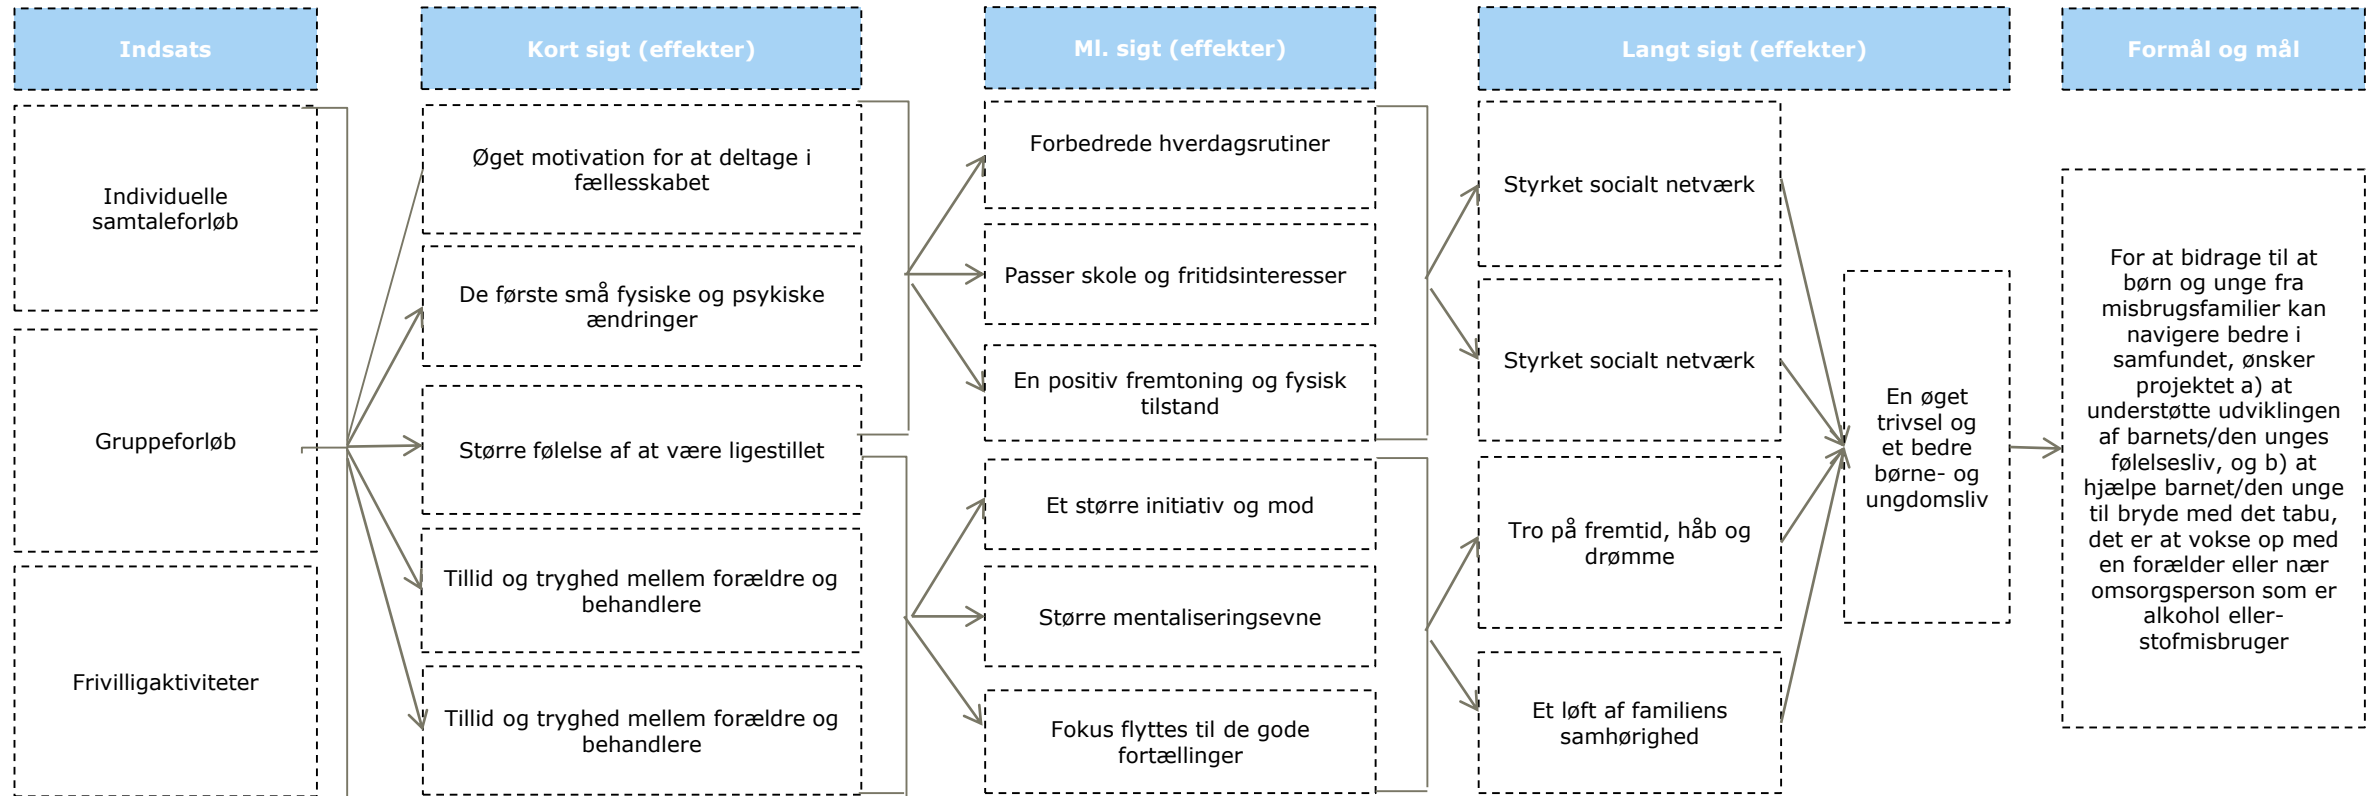 Indsats
Kort sigt (effekter)
Ml. sigt (effekter)
Langt sigt (effekter)
Formål og mål
Individuelle
samtaleforløb
Gruppeforløb
Frivilligaktiviteter
Øget motivation for at deltage i
fællesskabet
De første små fysiske og psykiske
ændringer
Større følelse af at være ligestillet
Tillid og tryghed mellem forældre og
behandlere
Tillid og tryghed mellem forældre og
behandlere
Forbedrede hverdagsrutiner
Passer skole og fritidsinteresser
En positiv fremtoning og fysisk
tilstand
Et større initiativ og mod
Større mentaliseringsevne
Fokus flyttes til de gode
fortællinger
Styrket socialt netværk
Styrket socialt netværk
Tro på fremtid, håb og
drømme
Et løft af familiens
samhørighed
En øget
trivsel og
et bedre
børne- og
ungdomsliv
For at bidrage til at
børn og unge fra
misbrugsfamilier kan
navigere bedre i
samfundet, ønsker
projektet a) at
understøtte udviklingen
af barnets/den unges
følelsesliv, og b) at
hjælpe barnet/den unge
til bryde med det tabu,
det er at vokse op med
en forælder eller nær
omsorgsperson som er
alkohol eller-
stofmisbruger